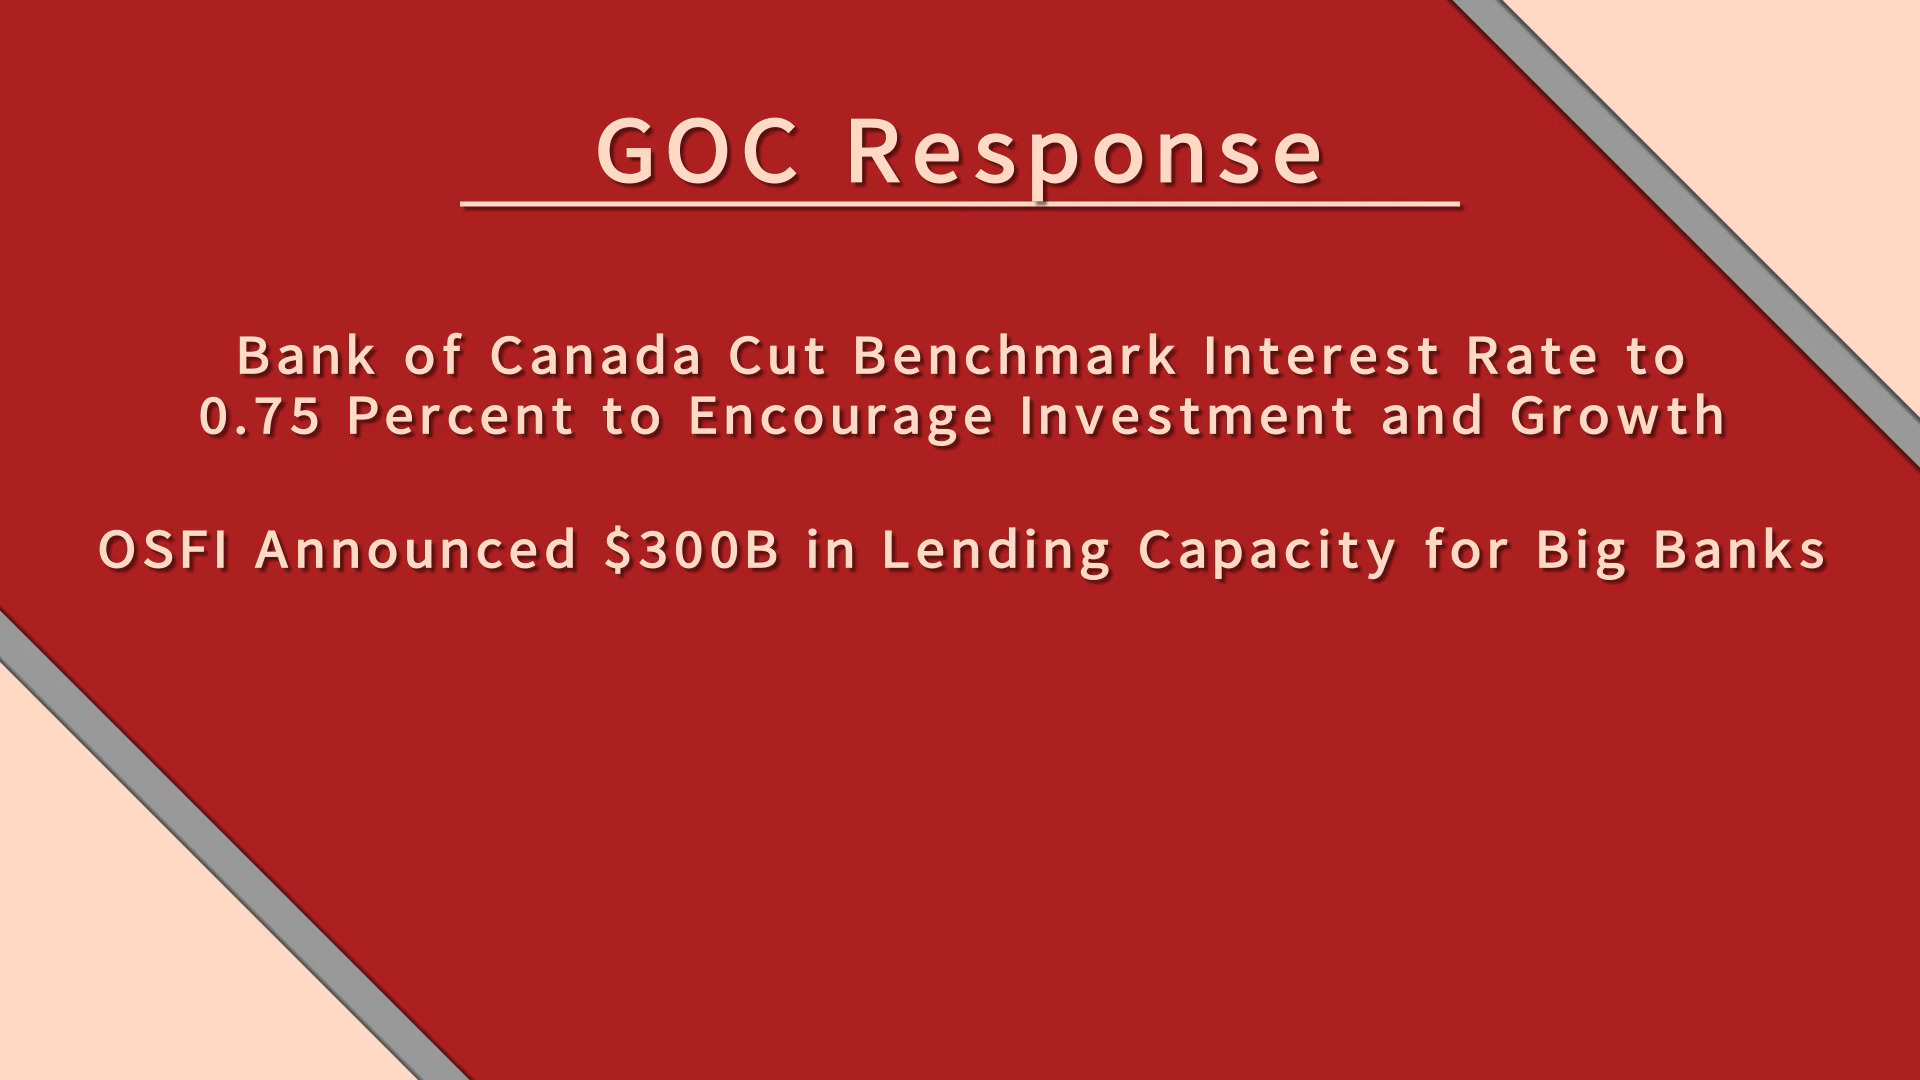 GOC Response
Bank of Canada Cut Benchmark Interest Rate to
0.75 Percent to Encourage Investment and Growth
OSFI Announced $300B in Lending Capacity for Big Banks